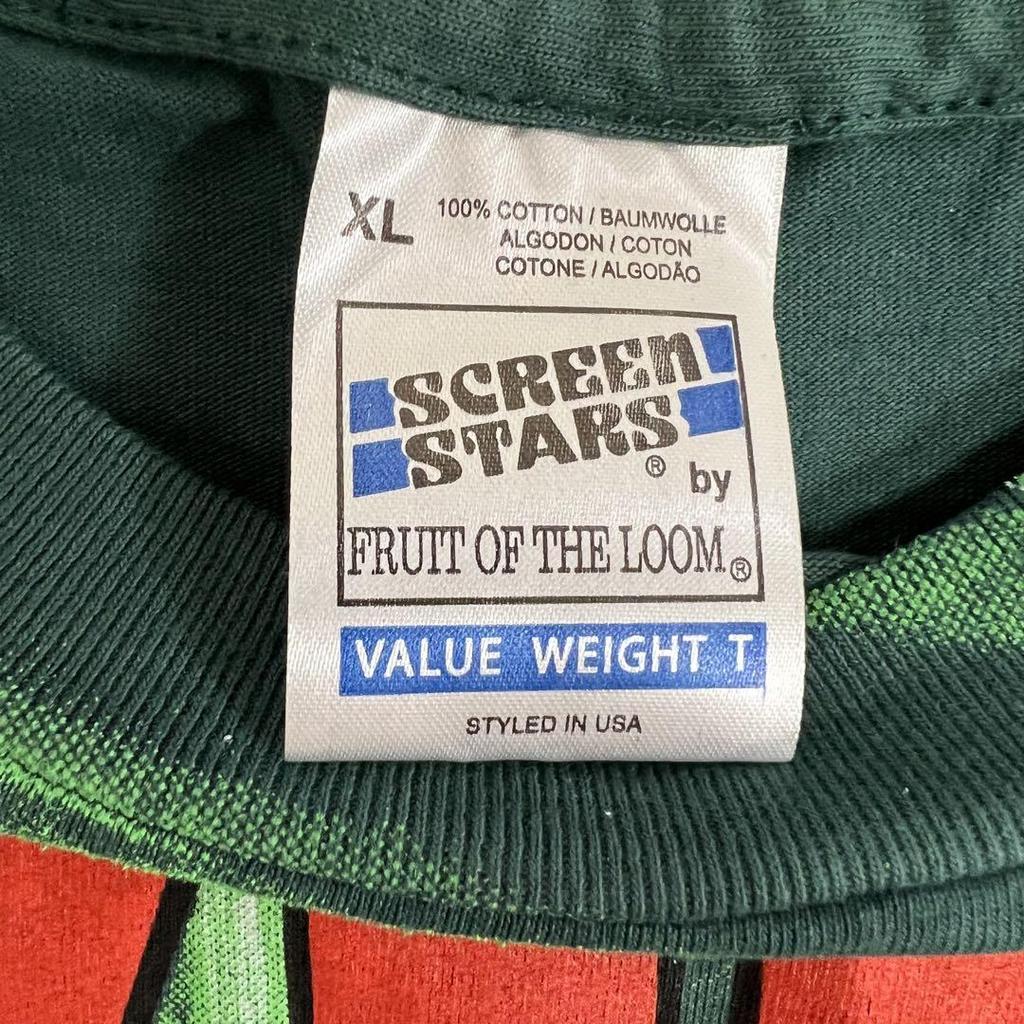 XL
100% COTTON / BAUMWOLLE
ALGODON / COTON
COTONE / ALGODÃO
SCREEN
STARS® by
FRUIT OF THE LOOM®
VALUE WEIGHT T
STYLED IN USA